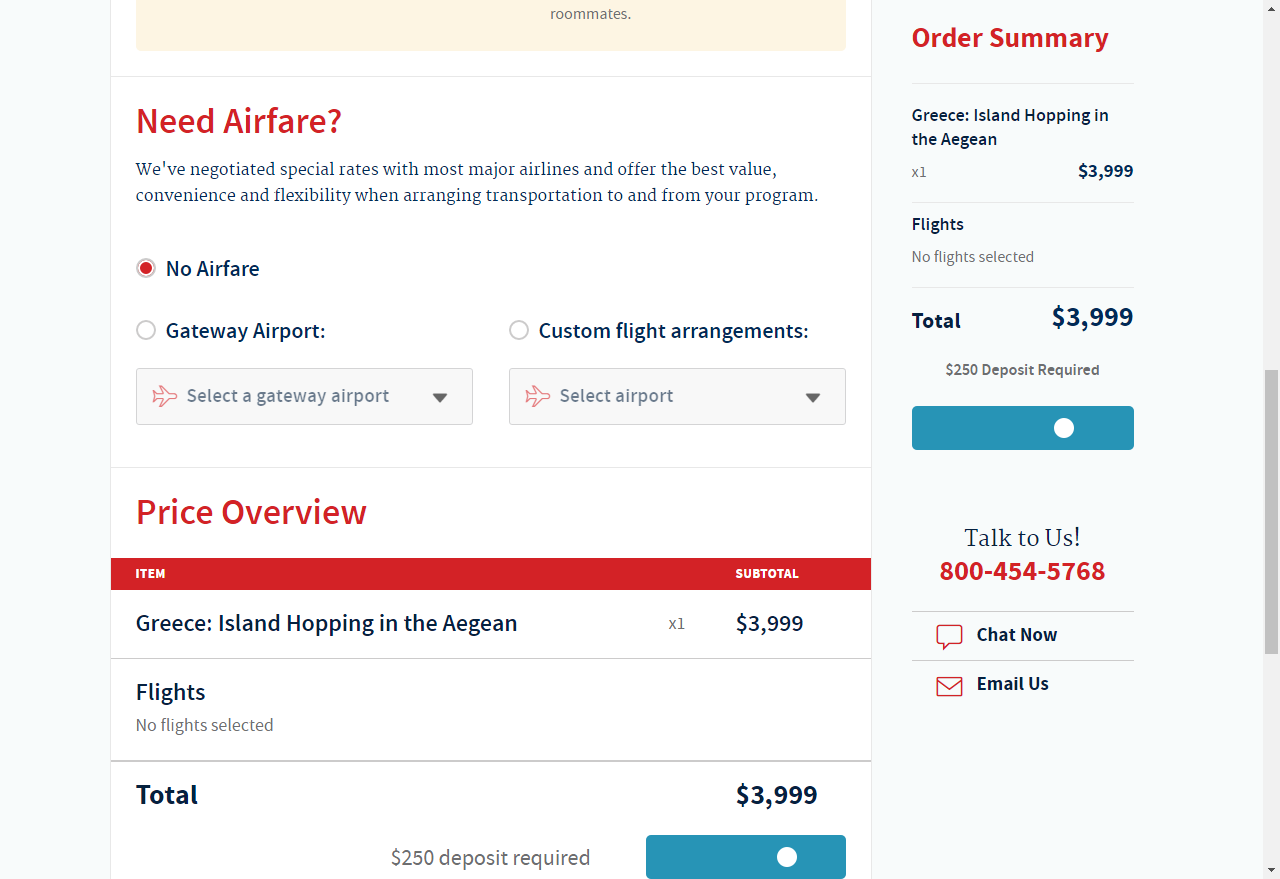 roommates.
Need Airfare?
We've negotiated special rates with most major airlines and offer the best value,
convenience and flexibility when arranging transportation to and from your program.
No Airfare
Gateway Airport:
Custom flight arrangements:
Select a gateway airport
Select airport
Price Overview
ITEM SUBTOTAL
Greece: Island Hopping in the Aegean x1 $3,999
Flights
No flights selected
Total $3,999
$250 deposit required
Order Summary
Greece: Island Hopping in
the Aegean
x1 $3,999
Flights
No flights selected
Total $3,999
$250 Deposit Required
Talk to Us!
800-454-5768
Chat Now
Email Us